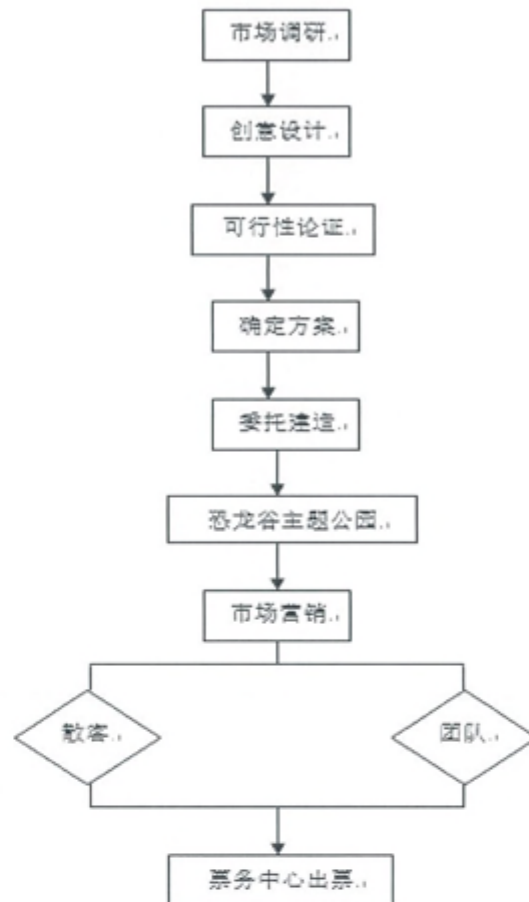 市场调研
创意设计
可行性论证
确定方案
委托建造
恐龙谷主题公园
市场营销
散客
团队
票务中心出票